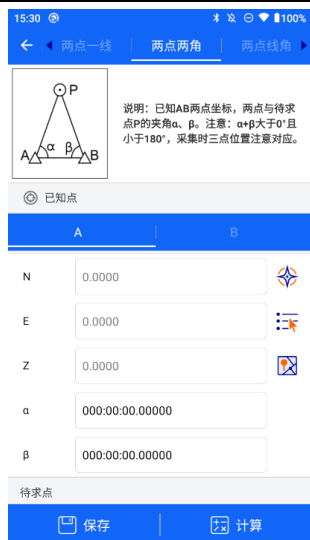 15:30 100%
两点一线 两点两角 两点线角
P
A α β B
说明：已知AB两点坐标，两点与待求
点P的夹角α、β。注意：α+β大于0°且
小于180°，采集时三点位置注意对应。
已知点
A B
N 0.0000
E 0.0000
Z 0.0000
α 000:00:00.00000
β 000:00:00.00000
待求点
保存 计算